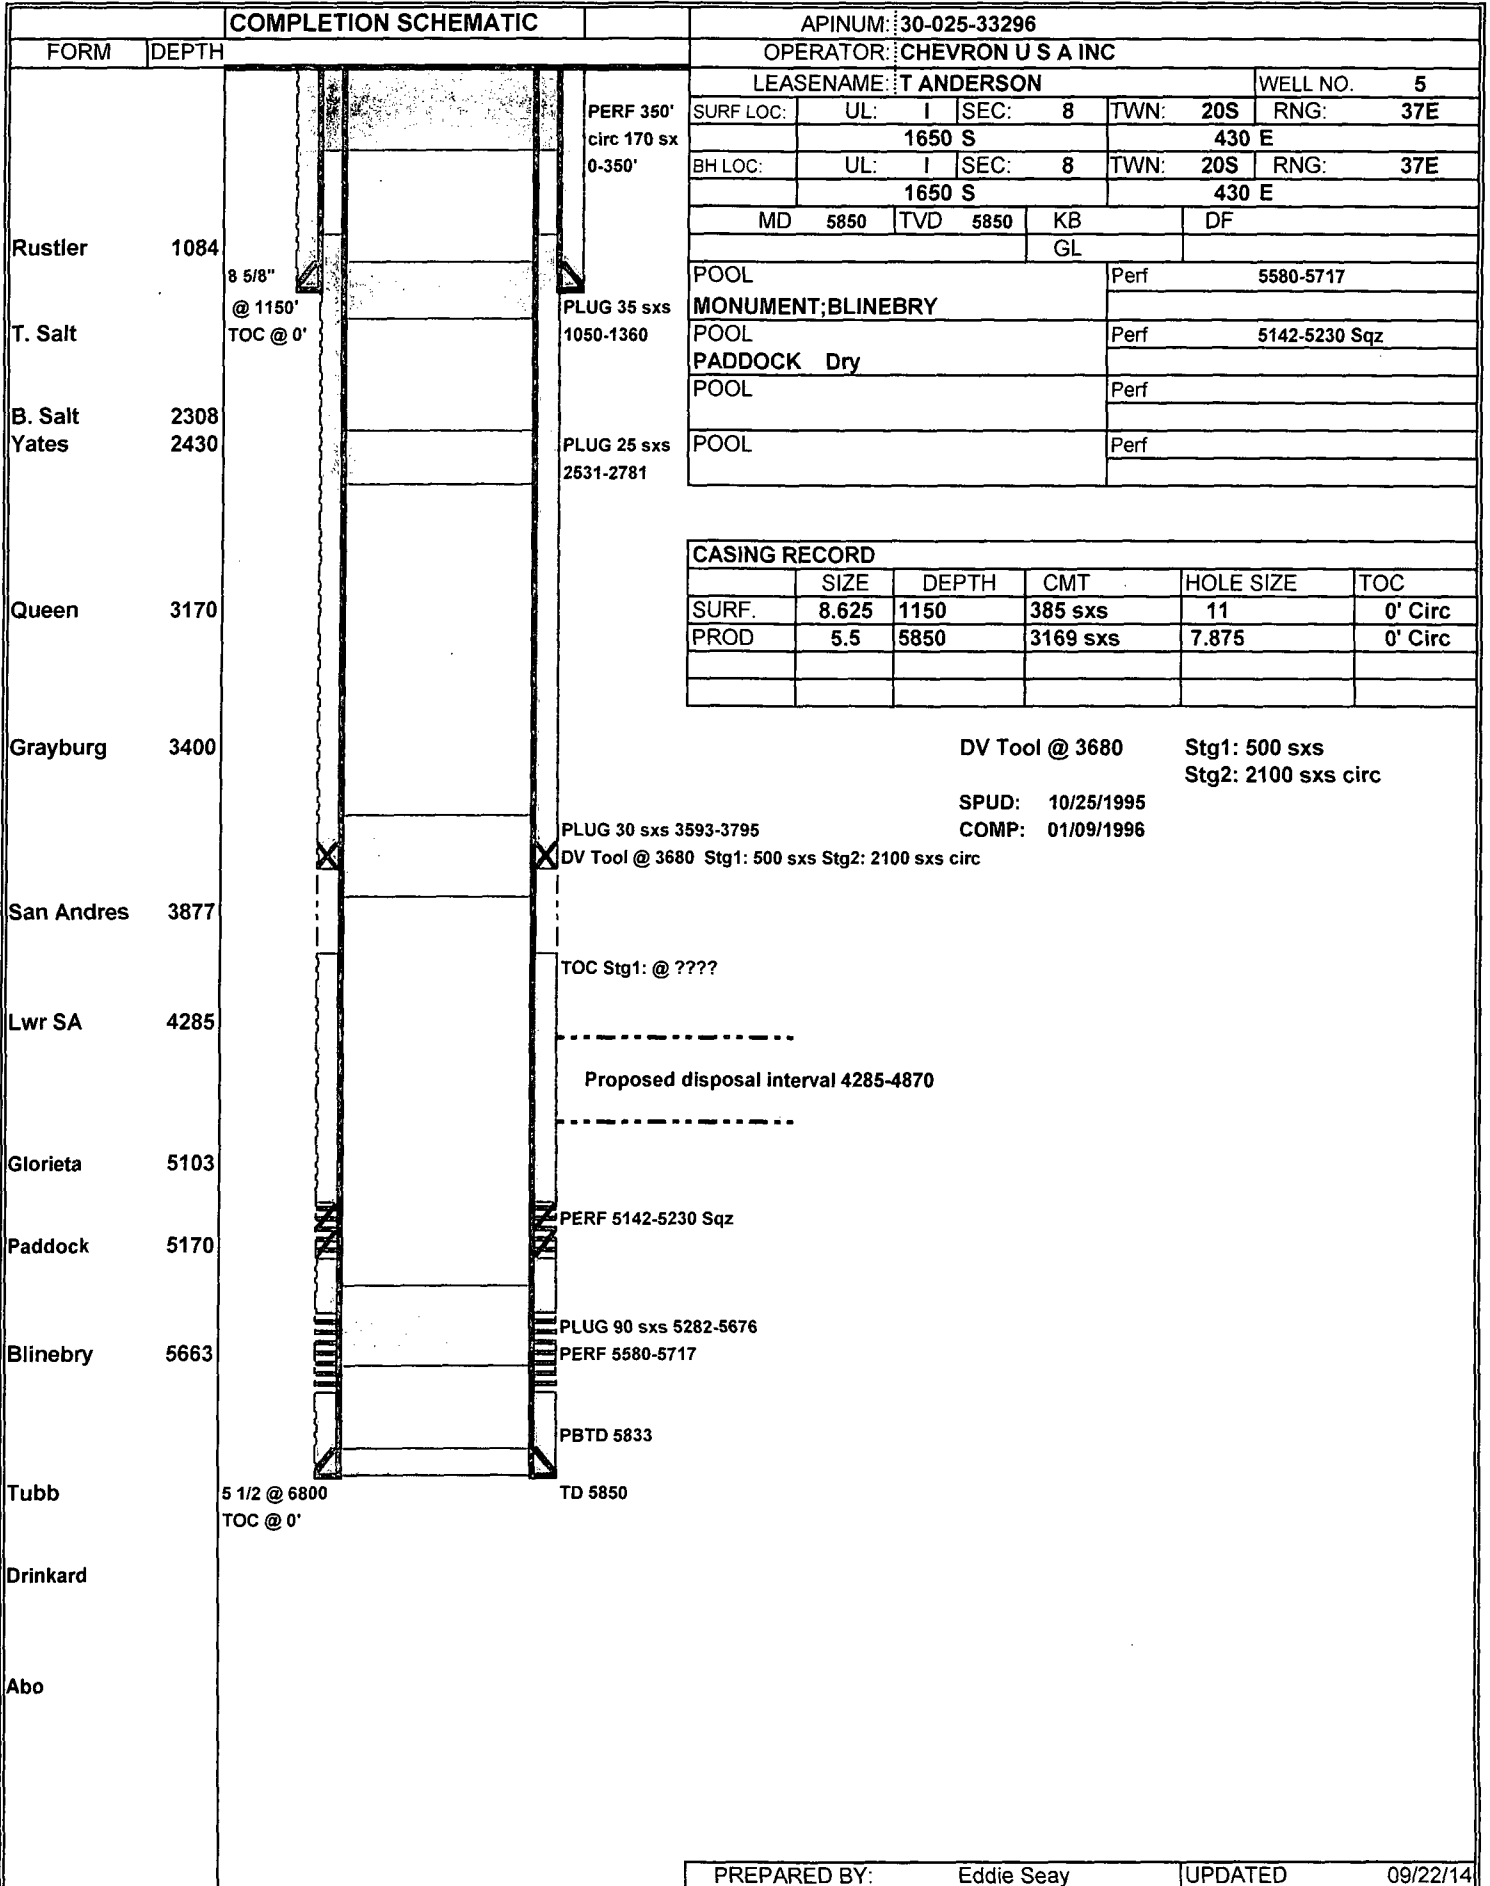 COMPLETION SCHEMATIC
FORM DEPTH
APINUM: 30-025-33296
OPERATOR: CHEVRON U S A INC
LEASENAME: T ANDERSON WELL NO. 5
SURF LOC: UL: I SEC: 8 TWN: 20S RNG: 37E
1650 S 430 E
BH LOC: UL: I SEC: 8 TWN: 20S RNG: 37E
1650 S 430 E
MD 5850 TVD 5850 KB DF
GL
POOL Perf 5580-5717
MONUMENT;BLINEBRY
POOL Perf 5142-5230 Sqz
PADDOCK Dry
POOL Perf
POOL Perf
PERF 350'
circ 170 sx
0-350'
Rustler 1084
8 5/8"
@ 1150'
TOC @ 0'
PLUG 35 sxs
1050-1360
T. Salt
B. Salt 2308
Yates 2430
PLUG 25 sxs
2531-2781
CASING RECORD
SIZE DEPTH CMT HOLE SIZE TOC
SURF. 8.625 1150 385 sxs 11 0' Circ
PROD 5.5 5850 3169 sxs 7.875 0' Circ
Queen 3170
Grayburg 3400
DV Tool @ 3680 Stg1: 500 sxs
Stg2: 2100 sxs circ
SPUD: 10/25/1995
COMP: 01/09/1996
PLUG 30 sxs 3593-3795
DV Tool @ 3680 Stg1: 500 sxs Stg2: 2100 sxs circ
San Andres 3877
TOC Stg1: @ ????
Lwr SA 4285
Proposed disposal interval 4285-4870
Glorieta 5103
PERF 5142-5230 Sqz
Paddock 5170
PLUG 90 sxs 5282-5676
Blinebry 5663
PERF 5580-5717
PBTD 5833
Tubb
5 1/2 @ 6800
TOC @ 0'
TD 5850
Drinkard
Abo
PREPARED BY: Eddie Seay UPDATED 09/22/14